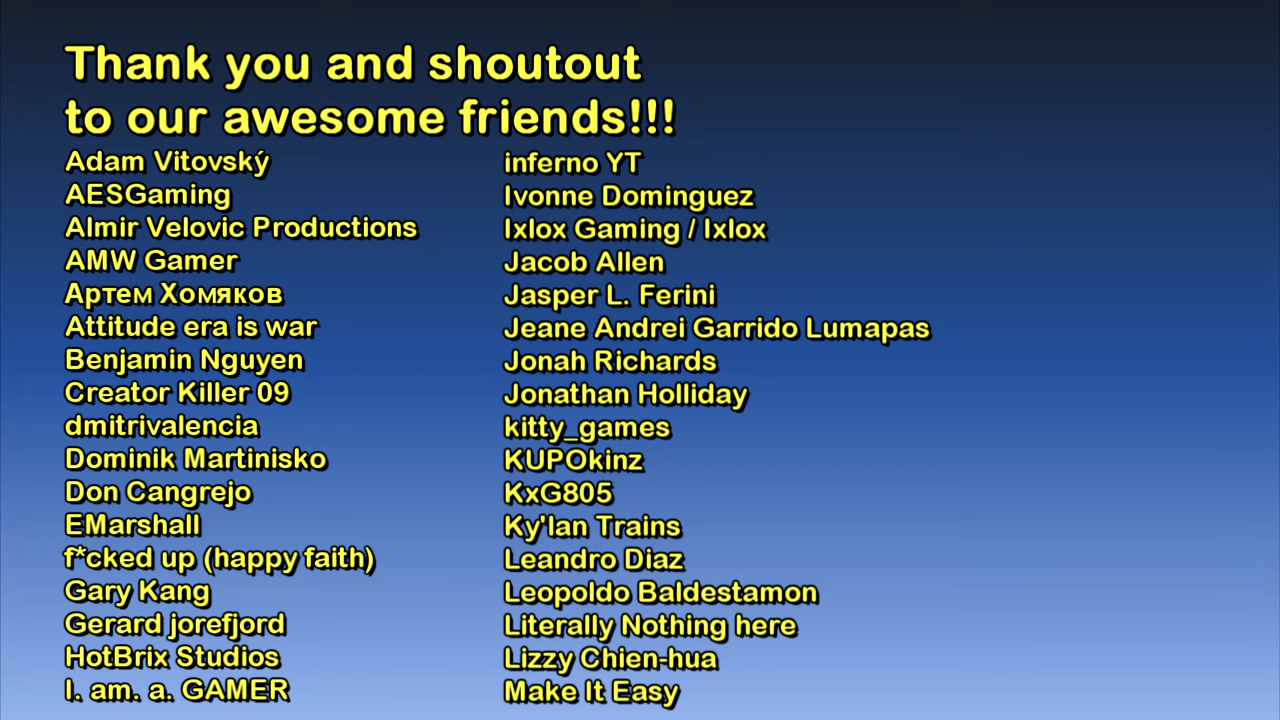 Thank you and shoutout
to our awesome friends!!!
Adam Vitovský
AESGaming
Almir Velovic Productions
AMW Gamer
Артем Хомяков
Attitude era is war
Benjamin Nguyen
Creator Killer 09
dmitrivalencia
Dominik Martinisko
Don Cangrejo
EMarshall
f*cked up (happy faith)
Gary Kang
Gerard jorefjord
HotBrix Studios
I. am. a. GAMER
inferno YT
Ivonne Dominguez
Ixlox Gaming / Ixlox
Jacob Allen
Jasper L. Ferini
Jeane Andrei Garrido Lumapas
Jonah Richards
Jonathan Holliday
kitty_games
KUPOkinz
KxG805
Ky'lan Trains
Leandro Diaz
Leopoldo Baldestamon
Literally Nothing here
Lizzy Chien-hua
Make It Easy